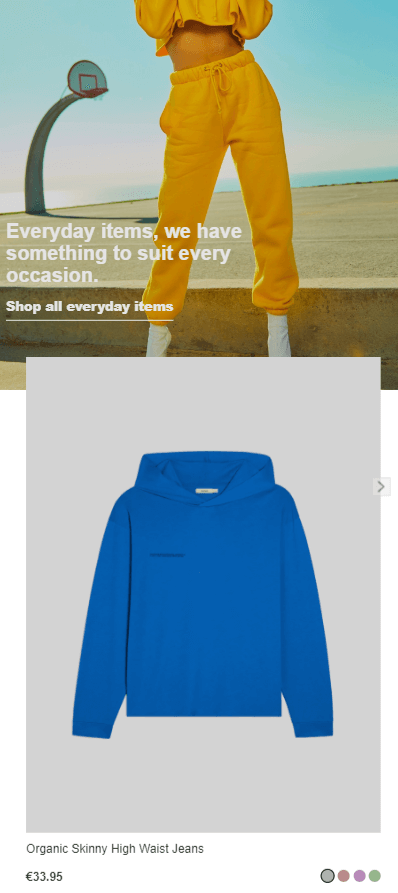 Everyday items, we have
something to suit every
occasion.
Shop all everyday items
Organic Skinny High Waist Jeans
€33.95